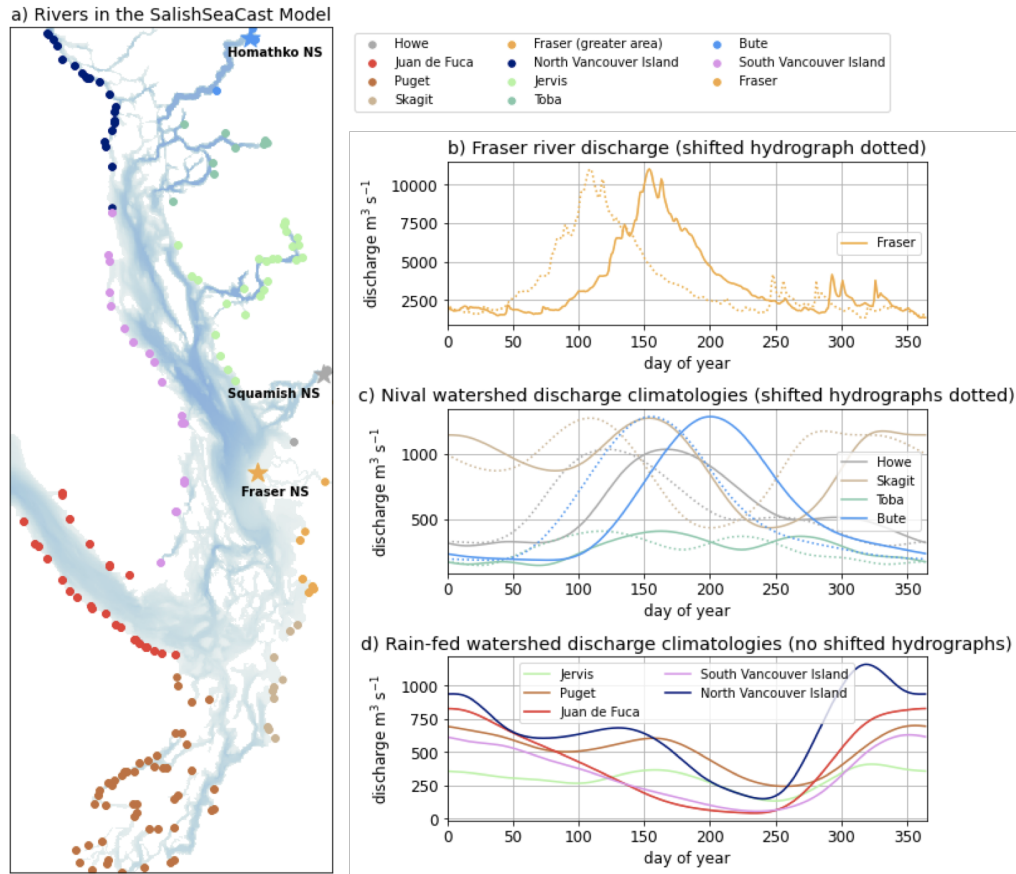 a) Rivers in the SalishSeaCast Model
Homathko NS
Squamish NS
Fraser NS
Howe
Juan de Fuca
Puget
Skagit
Fraser (greater area)
North Vancouver Island
Jervis
Toba
Bute
South Vancouver Island
Fraser
b) Fraser river discharge (shifted hydrograph dotted)
discharge m³ s⁻¹
10000
7500
5000
2500
Fraser
0 50 100 150 200 250 300 350
day of year
c) Nival watershed discharge climatologies (shifted hydrographs dotted)
discharge m³ s⁻¹
1000
500
Howe
Skagit
Toba
Bute
0 50 100 150 200 250 300 350
day of year
d) Rain-fed watershed discharge climatologies (no shifted hydrographs)
discharge m³ s⁻¹
1000
750
500
250
0
Jervis
Puget
Juan de Fuca
South Vancouver Island
North Vancouver Island
0 50 100 150 200 250 300 350
day of year